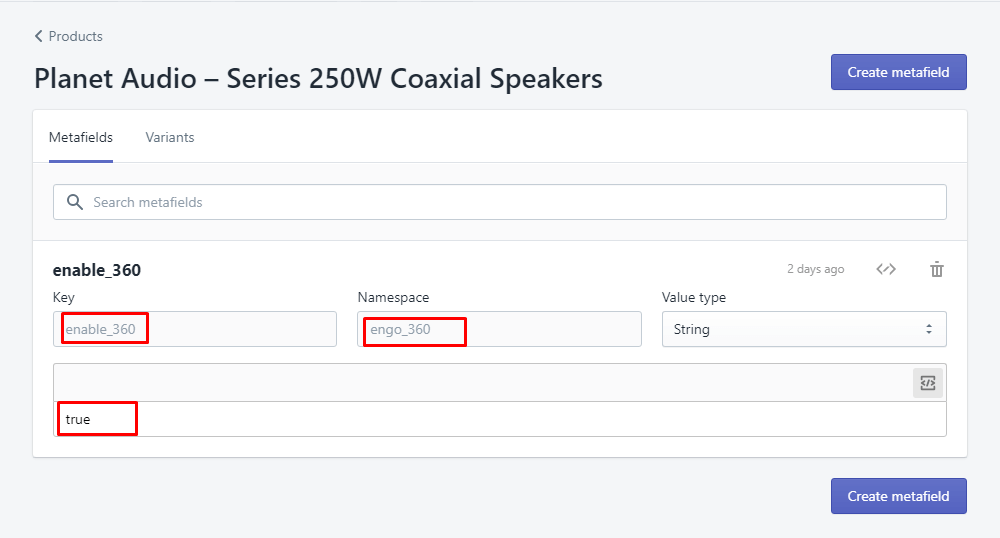 Products
Planet Audio – Series 250W Coaxial Speakers
Create metafield
Metafields Variants
Search metafields
enable_360 2 days ago
Key Namespace Value type
enable_360 engo_360 String
true
Create metafield